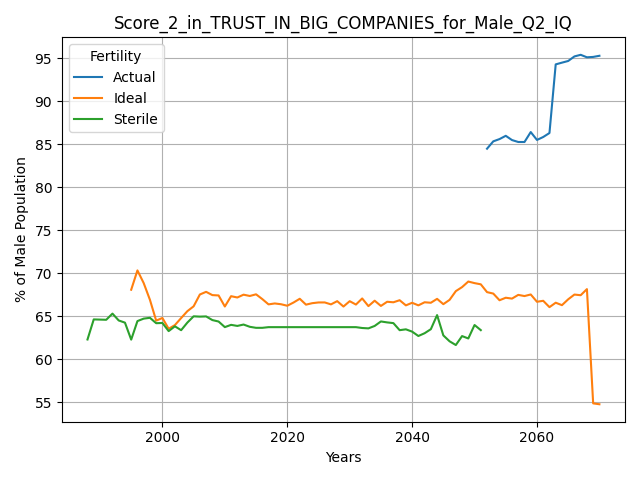 Score_2_in_TRUST_IN_BIG_COMPANIES_for_Male_Q2_IQ
Fertility
Actual
Ideal
Sterile
% of Male Population
95
90
85
80
75
70
65
60
55
2000
2020
2040
2060
Years